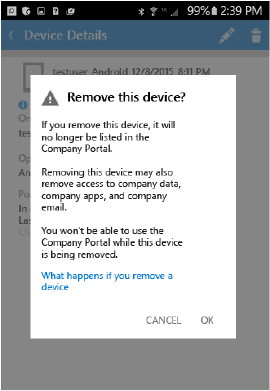 99% 2:39 PM
Device Details
testuser Android 12/8/2015 8:11 PM
Remove this device?
If you remove this device, it will
no longer be listed in the
Company Portal.
Removing this device may also
remove access to company data,
company apps, and company
email.
You won't be able to use the
Company Portal while this device
is being removed.
What happens if you remove a
device
CANCEL OK